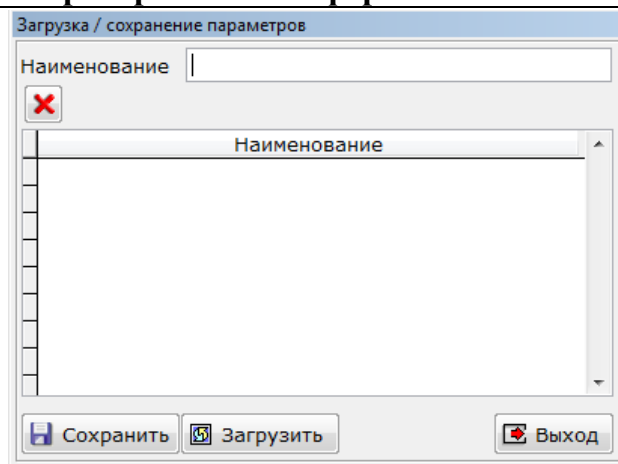 Загрузка / сохранение параметров
Наименование
Наименование
Сохранить Загрузить Выход